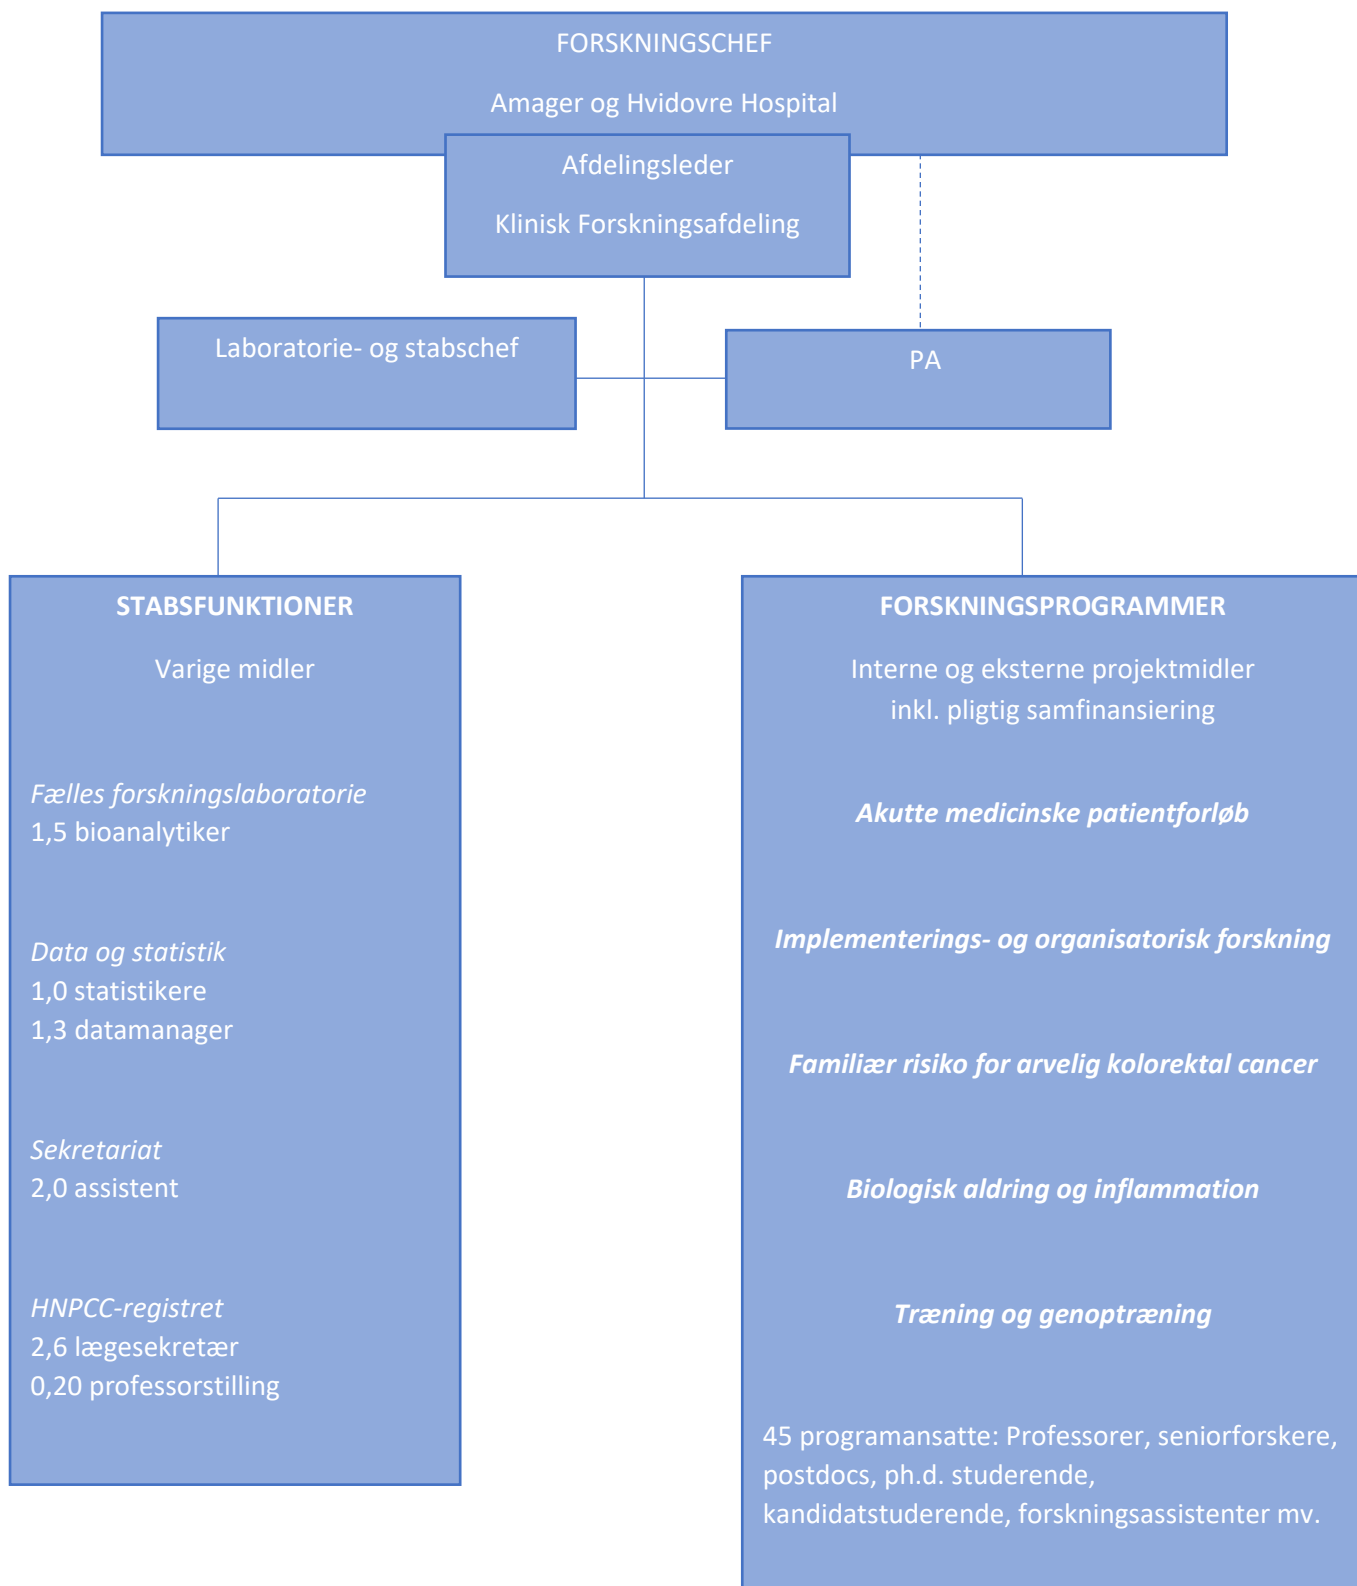 FORSKNINGSCHEF
Amager og Hvidovre Hospital
Afdelingsleder
Klinisk Forskningsafdeling
Laboratorie- og stabschef
PA
STABSFUNKTIONER
Varige midler
Fælles forskningslaboratorie
1,5 bioanalytiker
Data og statistik
1,0 statistikere
1,3 datamanager
Sekretariat
2,0 assistent
HNPCC-registret
2,6 lægesekretær
0,20 professorstilling
FORSKNINGSPROGRAMMER
Interne og eksterne projektmidler
inkl. pligtig samfinansiering
Akutte medicinske patientforløb
Implementerings- og organisatorisk forskning
Familiær risiko for arvelig kolorektal cancer
Biologisk aldring og inflammation
Træning og genoptræning
45 programansatte: Professorer, seniorforskere,
postdocs, ph.d. studerende,
kandidatstuderende, forskningsassistenter mv.